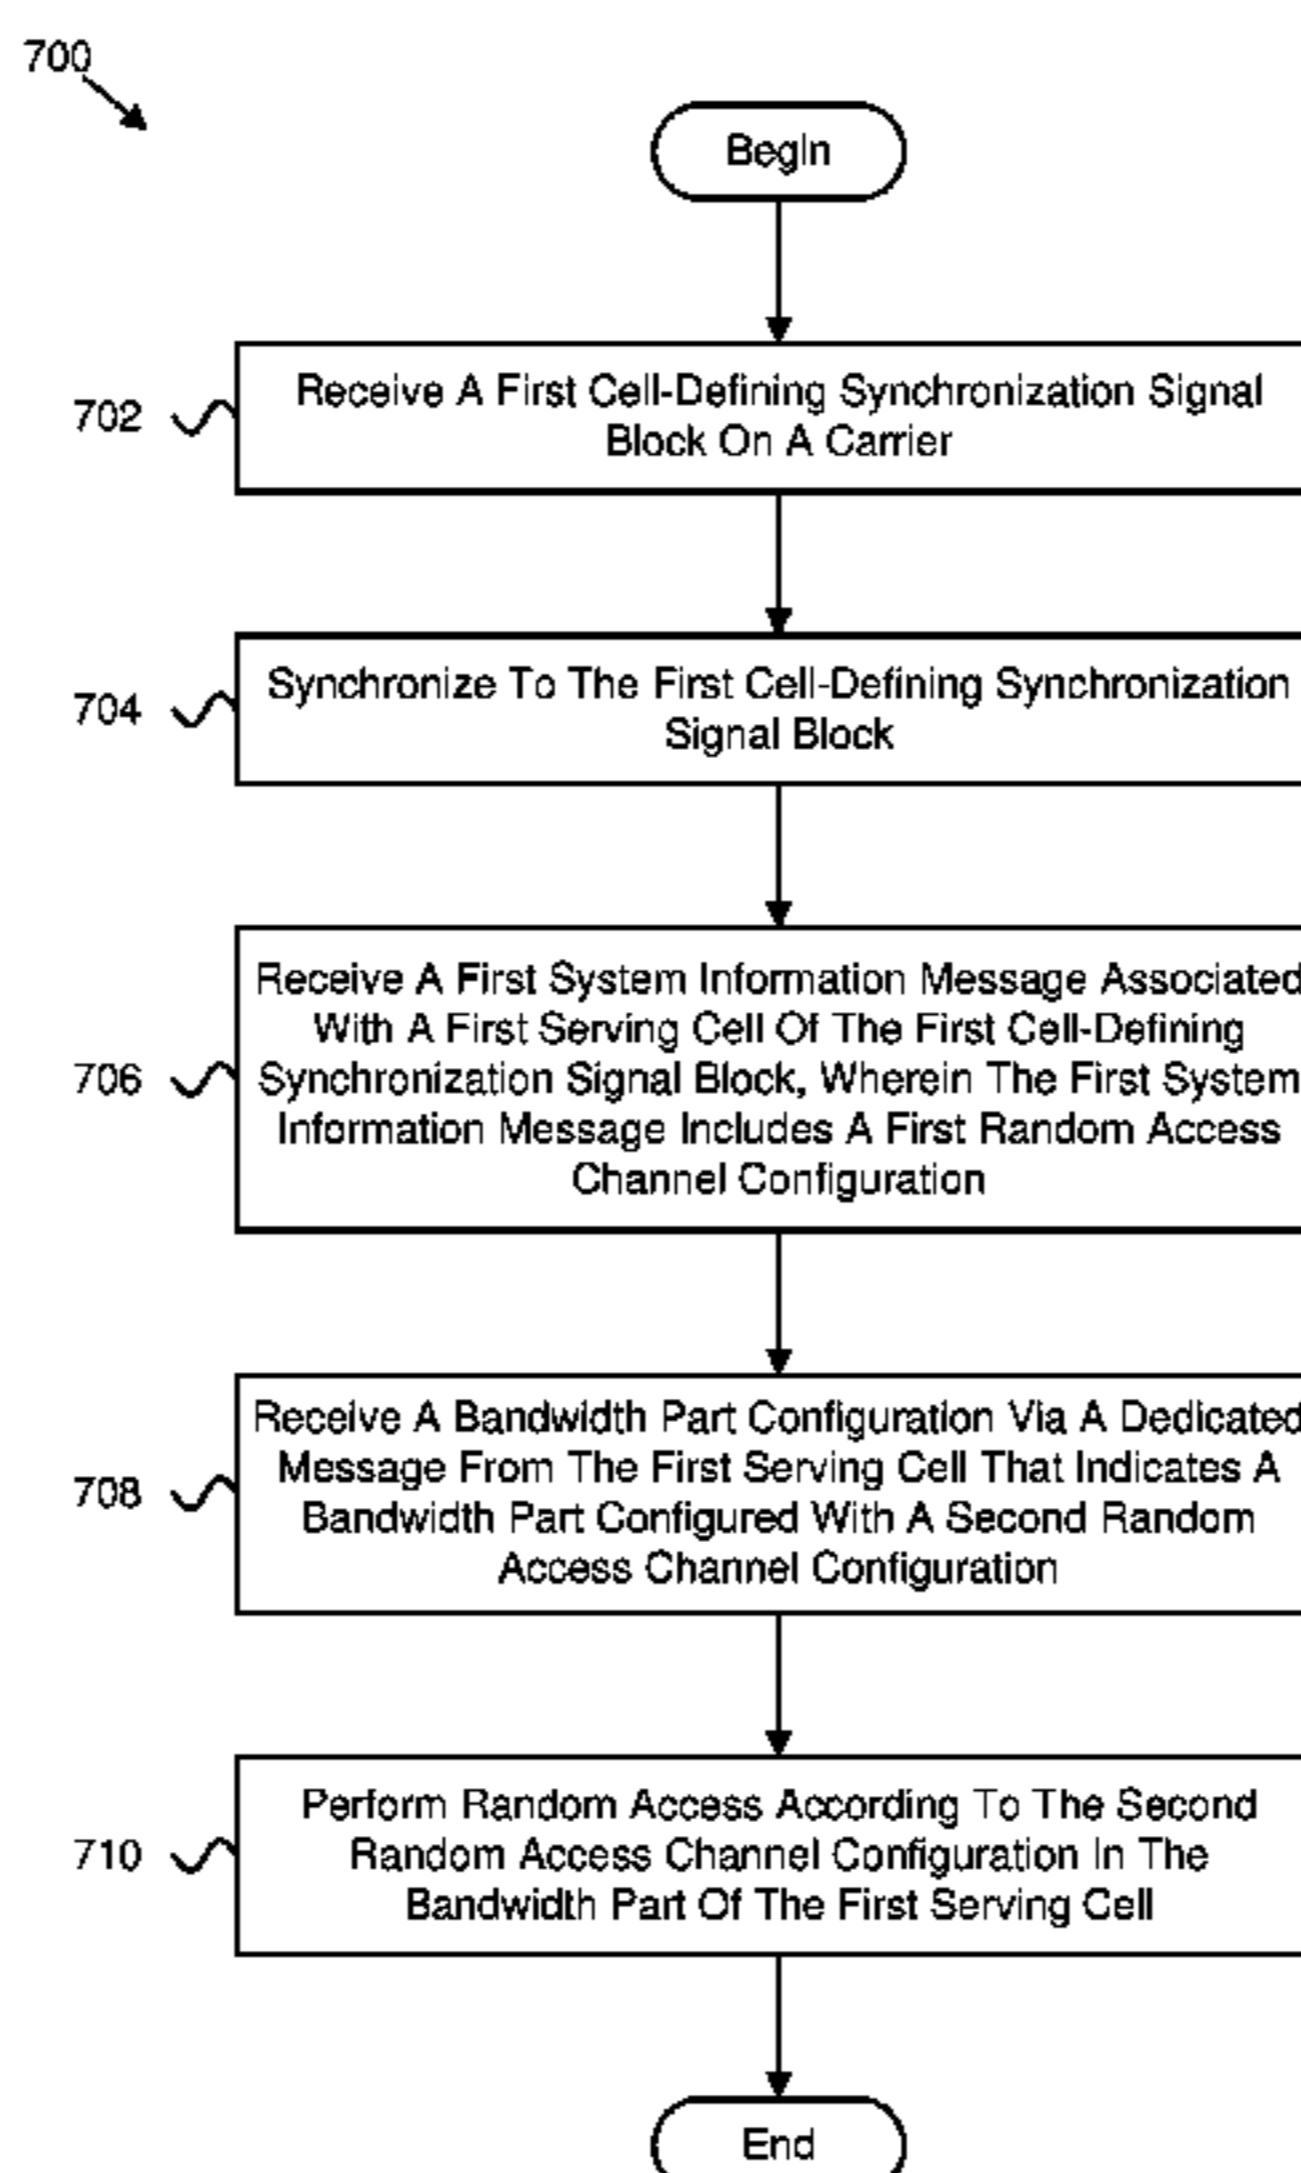 700
Begin
702
Receive A First Cell-Defining Synchronization Signal
Block On A Carrier
704
Synchronize To The First Cell-Defining Synchronization
Signal Block
706
Receive A First System Information Message Associated
With A First Serving Cell Of The First Cell-Defining
Synchronization Signal Block, Wherein The First System
Information Message Includes A First Random Access
Channel Configuration
708
Receive A Bandwidth Part Configuration Via A Dedicated
Message From The First Serving Cell That Indicates A
Bandwidth Part Configured With A Second Random
Access Channel Configuration
710
Perform Random Access According To The Second
Random Access Channel Configuration In The
Bandwidth Part Of The First Serving Cell
End